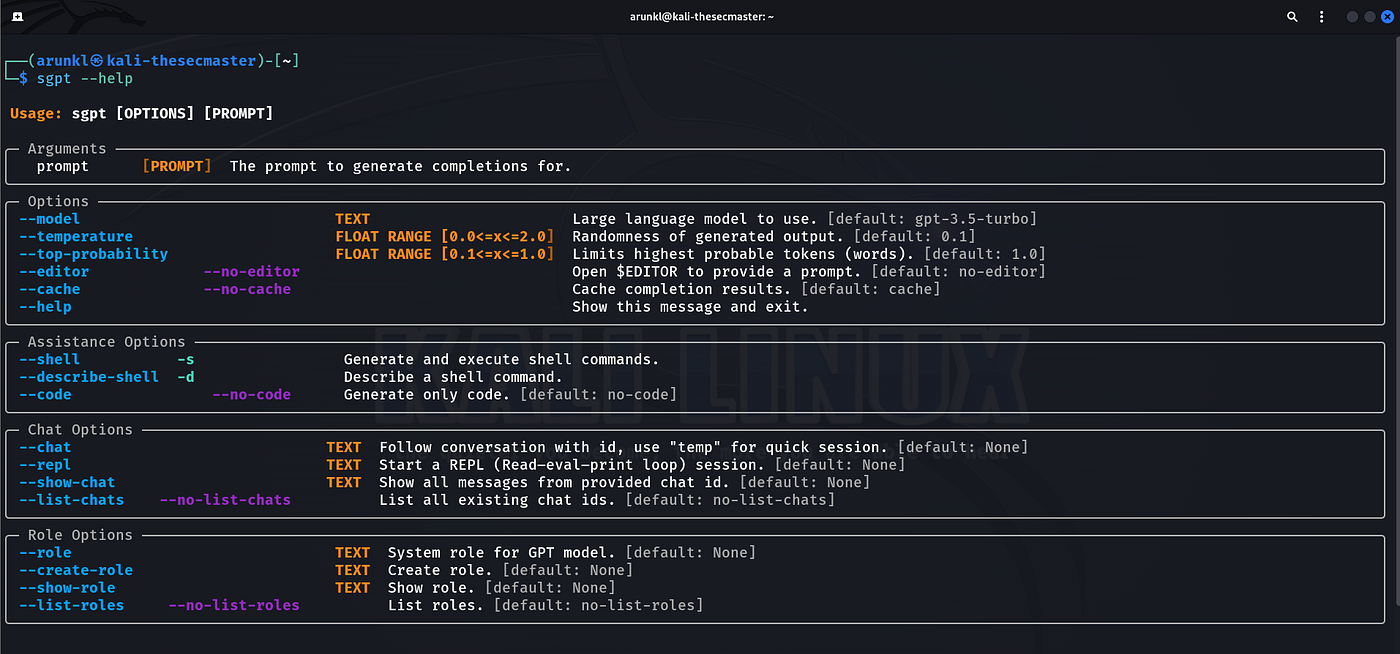 arunkl@kali-thesecmaster: ~
┌──(arunkl㉿kali-thesecmaster)-[~]
└─$ sgpt --help
Usage: sgpt [OPTIONS] [PROMPT]
Arguments
prompt [PROMPT] The prompt to generate completions for.
Options
--model TEXT Large language model to use. [default: gpt-3.5-turbo]
--temperature FLOAT RANGE [0.0<=x<=2.0] Randomness of generated output. [default: 0.1]
--top-probability FLOAT RANGE [0.1<=x<=1.0] Limits highest probable tokens (words). [default: 1.0]
--editor --no-editor Open $EDITOR to provide a prompt. [default: no-editor]
--cache --no-cache Cache completion results. [default: cache]
--help Show this message and exit.
Assistance Options
--shell -s Generate and execute shell commands.
--describe-shell -d Describe a shell command.
--code --no-code Generate only code. [default: no-code]
KALI LINUX
Chat Options
--chat TEXT Follow conversation with id, use "temp" for quick session. [default: None]
--repl TEXT Start a REPL (Read–eval–print loop) session. [default: None]
--show-chat TEXT Show all messages from provided chat id. [default: None]
--list-chats --no-list-chats List all existing chat ids. [default: no-list-chats]
Role Options
--role TEXT System role for GPT model. [default: None]
--create-role TEXT Create role. [default: None]
--show-role TEXT Show role. [default: None]
--list-roles --no-list-roles List roles. [default: no-list-roles]